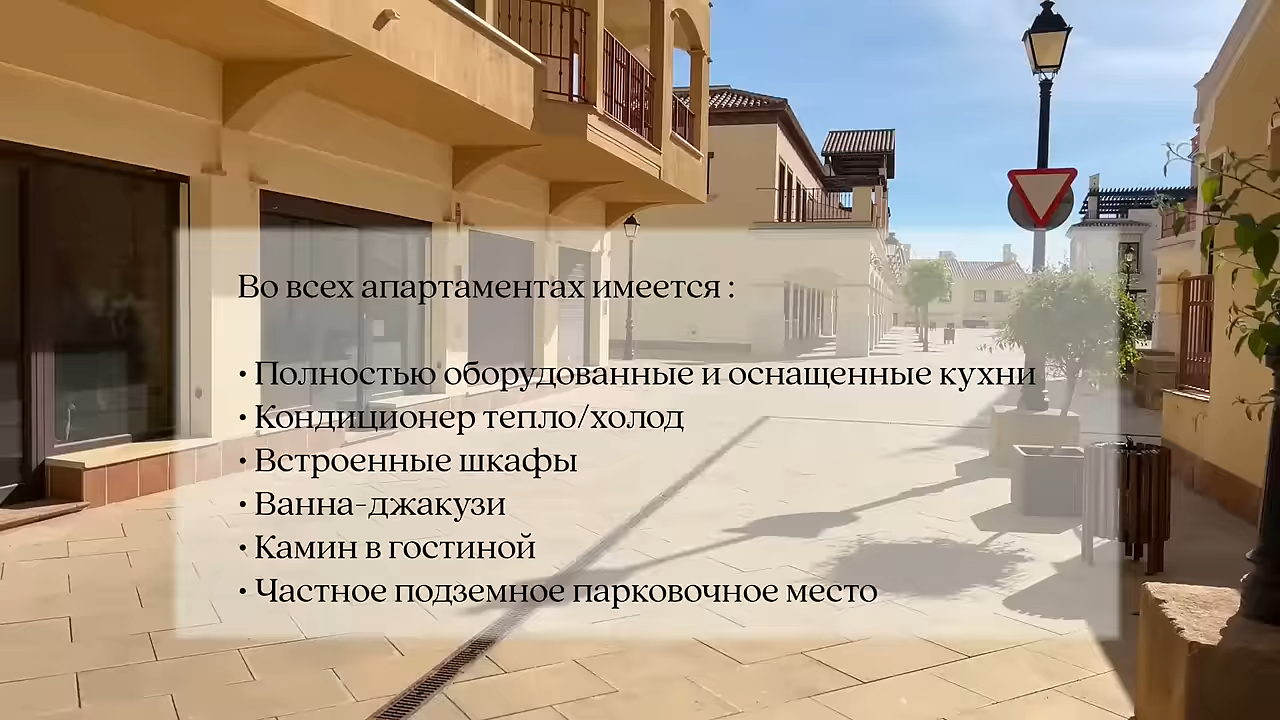 Во всех апартаментах имеется :
• Полностью оборудованные и оснащенные кухни
• Кондиционер тепло/холод
• Встроенные шкафы
• Ванна-джакузи
• Камин в гостиной
• Частное подземное парковочное место